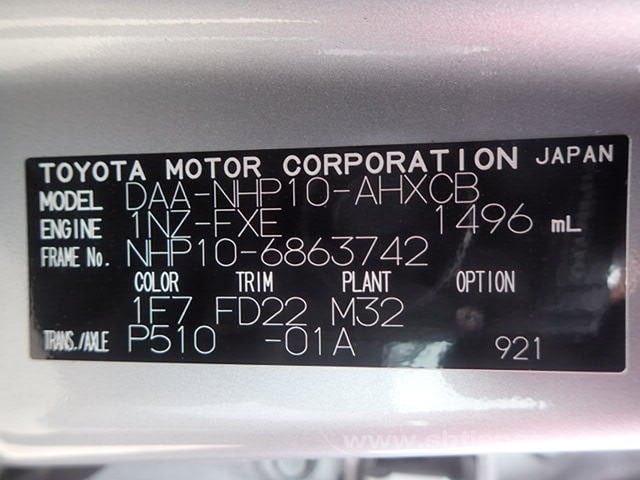 TOYOTA MOTOR CORPORATION JAPAN
MODEL DAA-NHP10-AHXCB
ENGINE 1NZ-FXE 1496 mL
FRAME No. NHP10-6863742
COLOR TRIM PLANT OPTION
1F7 FD22 M32
TRANS./AXLE P510 -01A 921